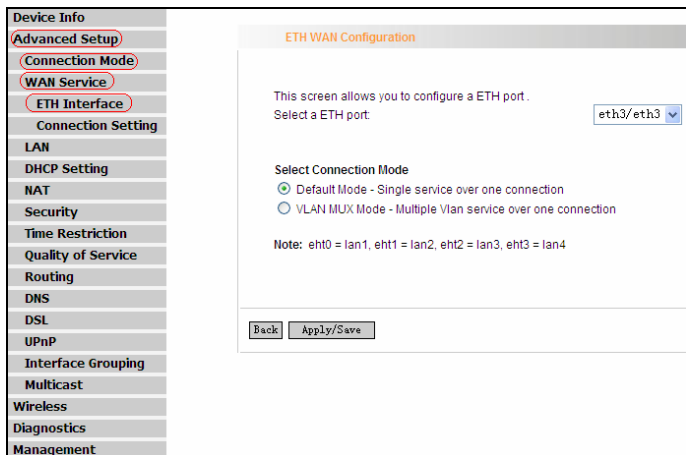 Device Info
Advanced Setup
Connection Mode
WAN Service
ETH Interface
Connection Setting
LAN
DHCP Setting
NAT
Security
Time Restriction
Quality of Service
Routing
DNS
DSL
UPnP
Interface Grouping
Multicast
Wireless
Diagnostics
Management
ETH WAN Configuration
This screen allows you to configure a ETH port .
Select a ETH port:
eth3/eth3
Select Connection Mode
Default Mode - Single service over one connection
VLAN MUX Mode - Multiple Vlan service over one connection
Note: eht0 = lan1, eht1 = lan2, eht2 = lan3, eht3 = lan4
Back Apply/Save